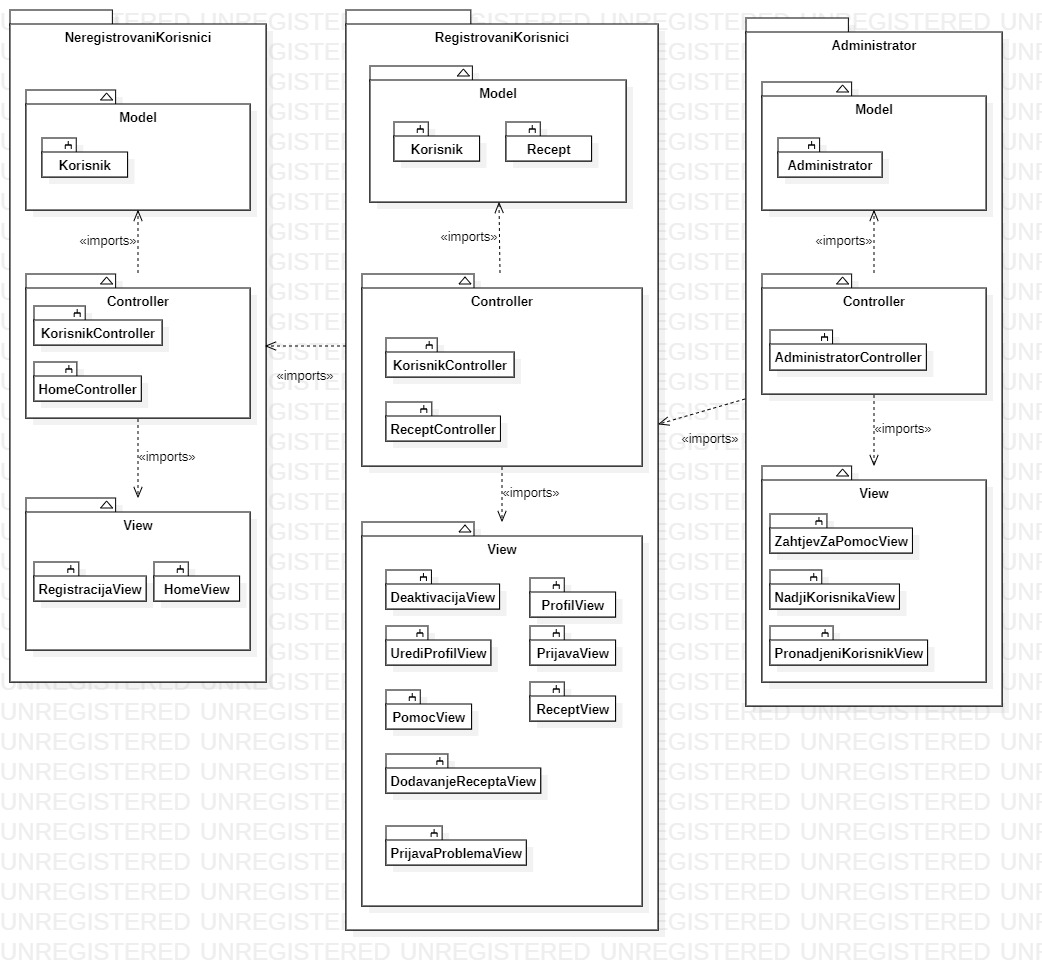 NeregistrovaniKorisnici
Model
Korisnik
«imports»
Controller
KorisnikController
HomeController
«imports»
View
RegistracijaView
HomeView
«imports»
RegistrovaniKorisnici
Model
Korisnik
Recept
«imports»
Controller
KorisnikController
ReceptController
«imports»
View
DeaktivacijaView
ProfilView
UrediProfilView
PrijavaView
PomocView
ReceptView
DodavanjeReceptaView
PrijavaProblemaView
«imports»
Administrator
Model
Administrator
«imports»
Controller
AdministratorController
«imports»
View
ZahtjevZaPomocView
NadjiKorisnikaView
PronadjeniKorisnikView
UNREGISTERED UNREGISTERED UNREGISTERED UNREGISTERED UNREGISTERED UNR